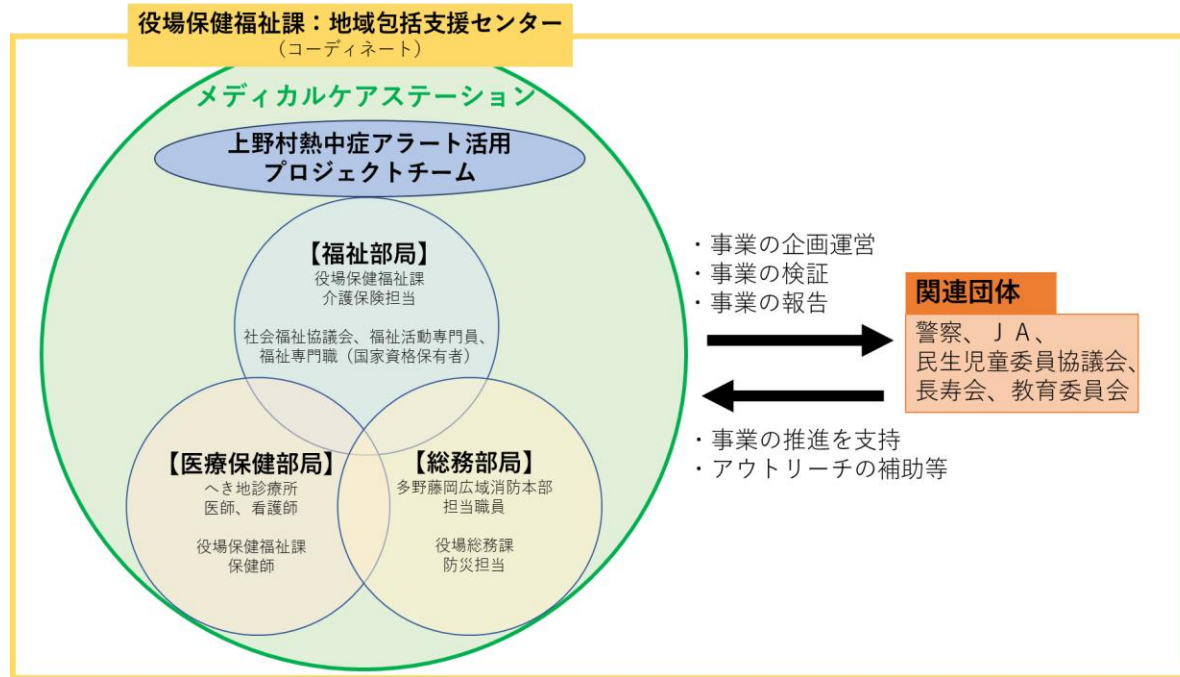 役場保健福祉課：地域包括支援センター
（コーディネート）
メディカルケアステーション
上野村熱中症アラート活用
プロジェクトチーム
【福祉部局】
役場保健福祉課
介護保険担当
社会福祉協議会、福祉活動専門員、
福祉専門職（国家資格保有者）
【医療保健部局】
へき地診療所
医師、看護師
役場保健福祉課
保健師
【総務部局】
多野藤岡広域消防本部
担当職員
役場総務課
防災担当
・事業の企画運営
・事業の検証
・事業の報告
関連団体
警察、ＪＡ、
民生児童委員協議会、
長寿会、教育委員会
・事業の推進を支持
・アウトリーチの補助等